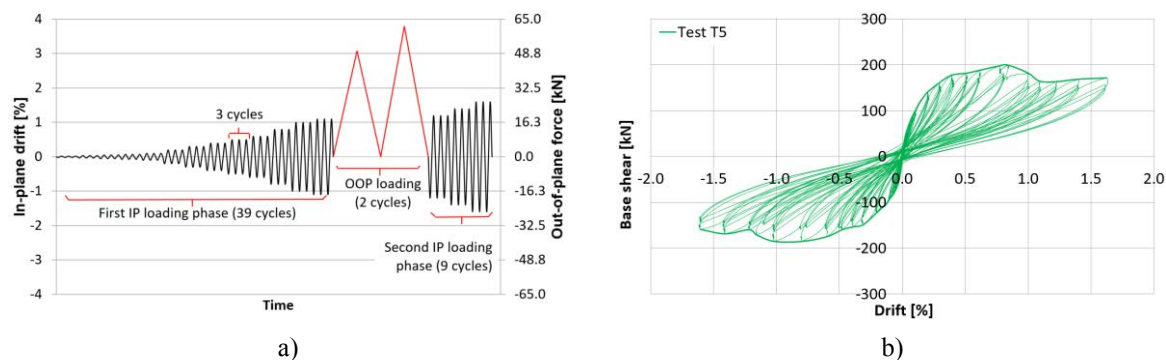 4
3
2
1
0
-1
-2
-3
-4
In-plane drift [%]
3 cycles
First IP loading phase (39 cycles)
OOP loading
(2 cycles)
Second IP loading
phase (9 cycles)
Time
65.0
48.8
32.5
16.3
0.0
-16.3
-32.5
-48.8
-65.0
Out-of-plane force [kN]
a)
Test T5
300
200
100
0
-100
-200
-300
Base shear [kN]
-2.0 -1.5 -1.0 -0.5 0.0 0.5 1.0 1.5 2.0
Drift [%]
b)